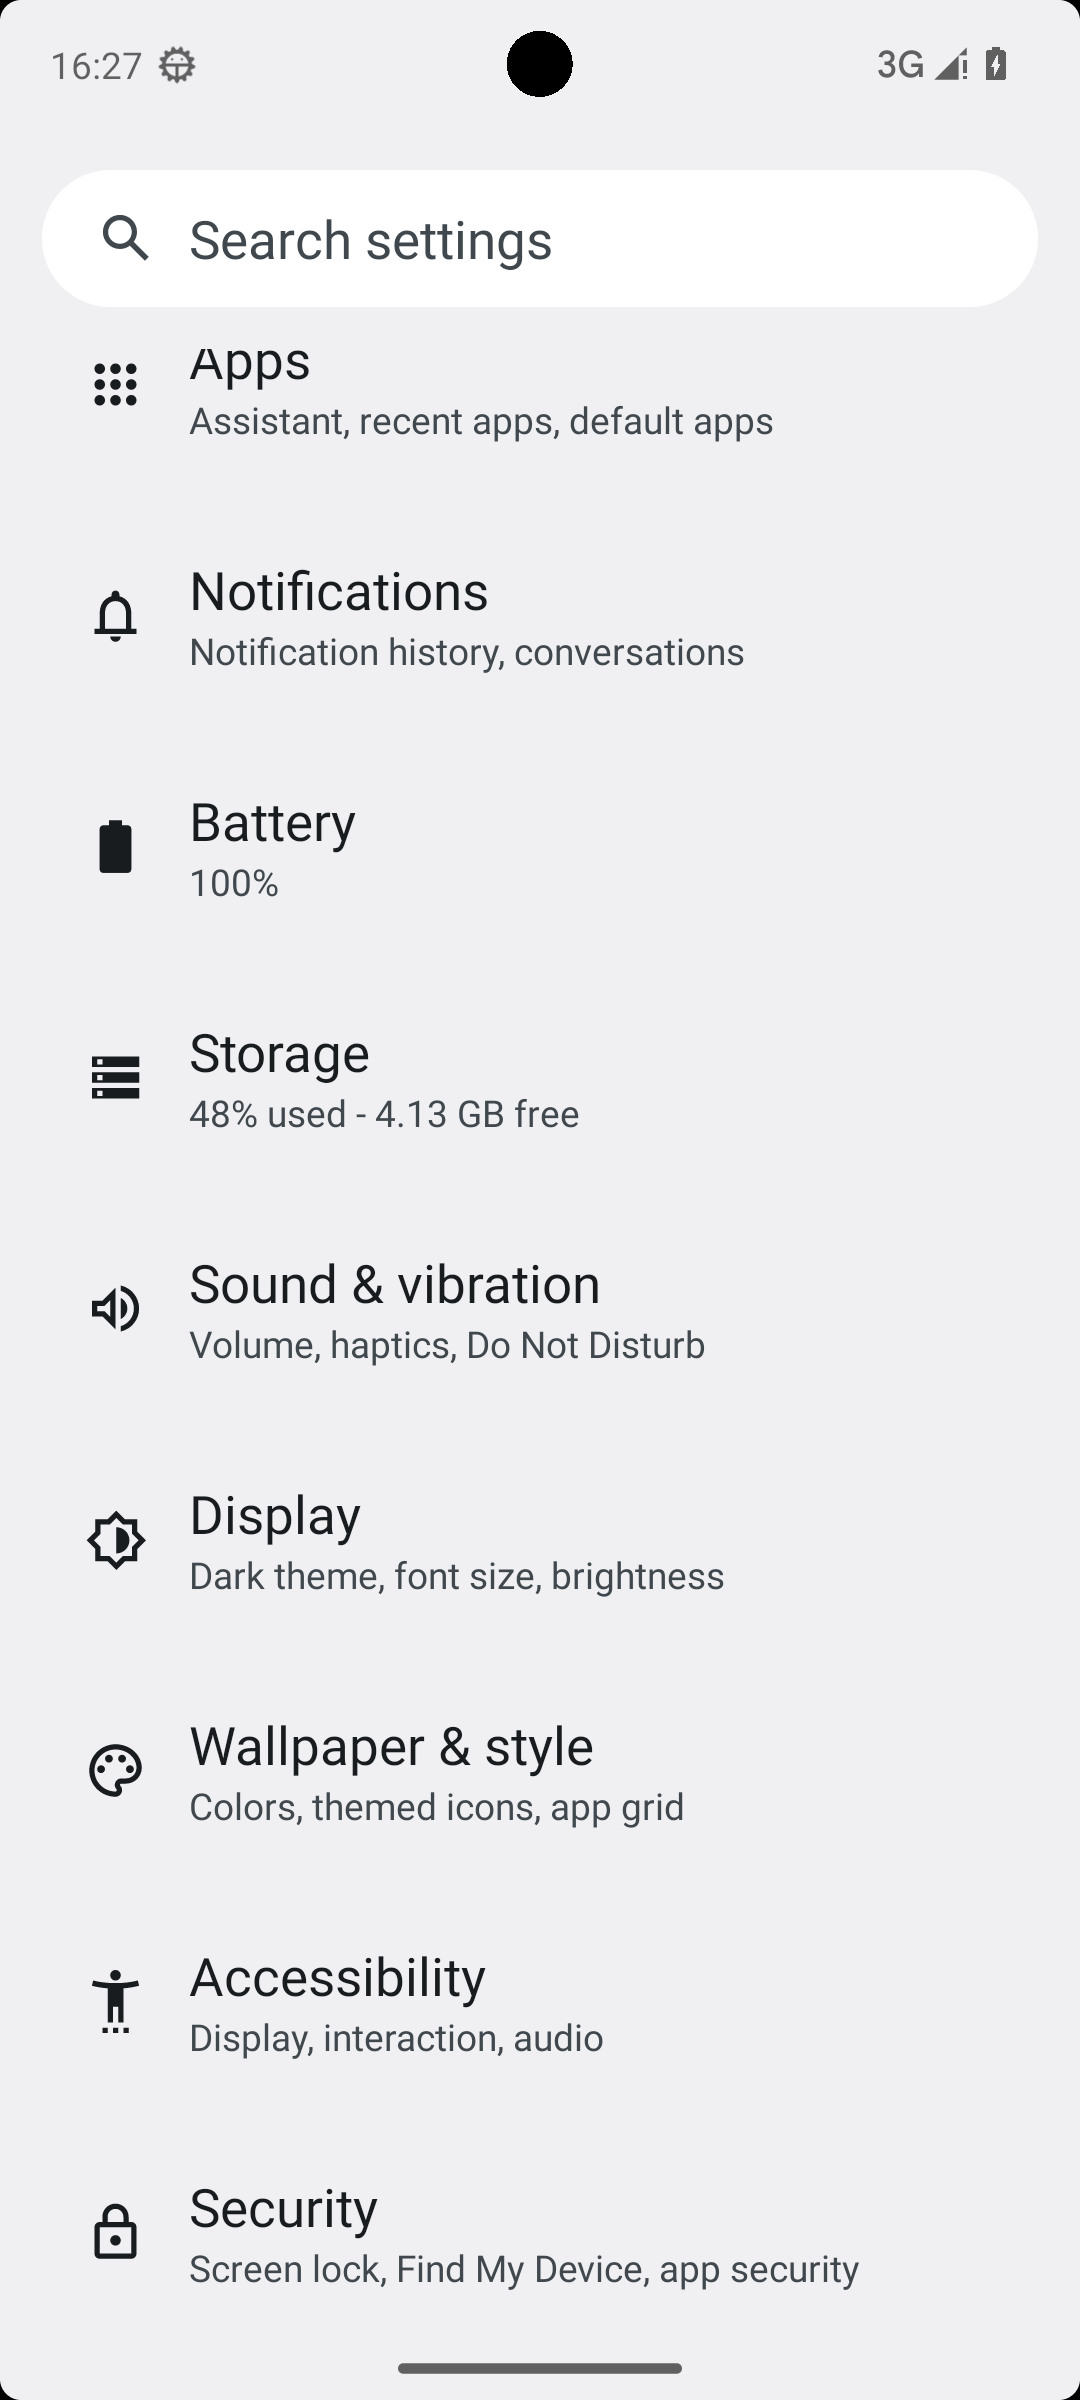 16:27
3G
Search settings
Apps
Assistant, recent apps, default apps
Notifications
Notification history, conversations
Battery
100%
Storage
48% used - 4.13 GB free
Sound & vibration
Volume, haptics, Do Not Disturb
Display
Dark theme, font size, brightness
Wallpaper & style
Colors, themed icons, app grid
Accessibility
Display, interaction, audio
Security
Screen lock, Find My Device, app security